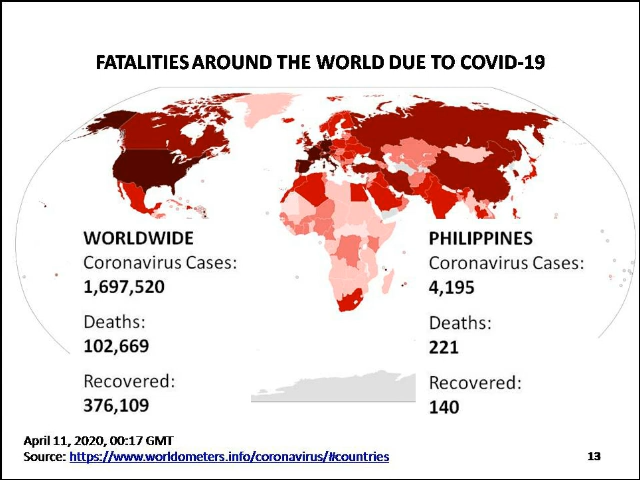 FATALITIES AROUND THE WORLD DUE TO COVID-19
WORLDWIDE
Coronavirus Cases:
1,697,520
Deaths:
102,669
Recovered:
376,109
PHILIPPINES
Coronavirus Cases:
4,195
Deaths:
221
Recovered:
140
April 11, 2020, 00:17 GMT
Source: https://www.worldometers.info/coronavirus/#countries
13